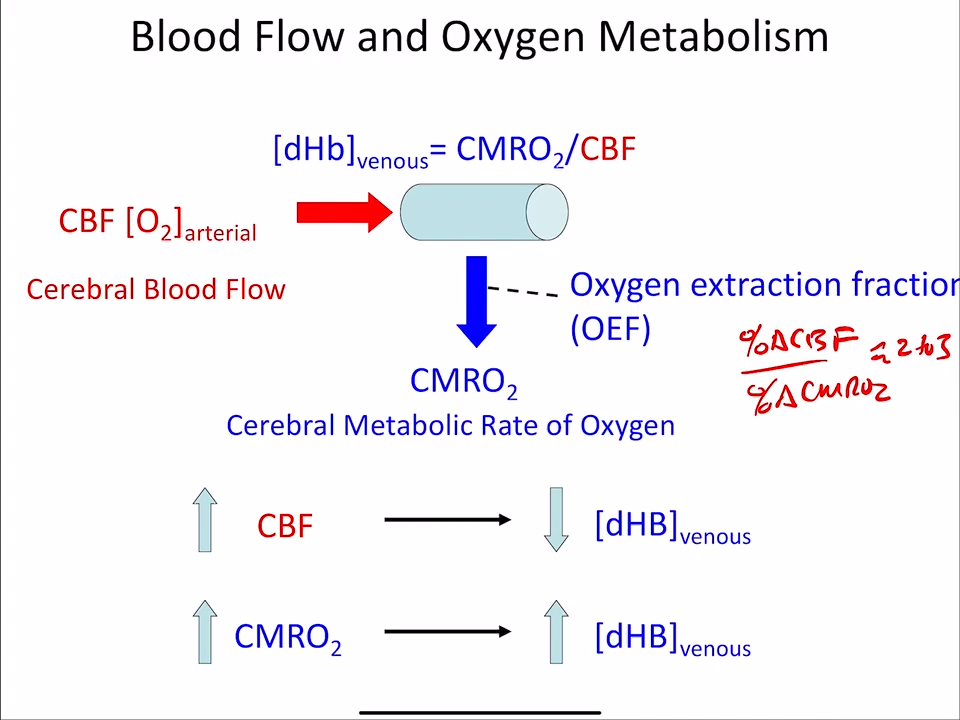 Blood Flow and Oxygen Metabolism
[dHb]venous= CMRO2/CBF
CBF [O2]arterial
Cerebral Blood Flow
Oxygen extraction fraction
(OEF)
%ΔCBF ≈ 2 to 3
%ΔCMRO2
CMRO2
Cerebral Metabolic Rate of Oxygen
CBF
[dHB]venous
CMRO2
[dHB]venous